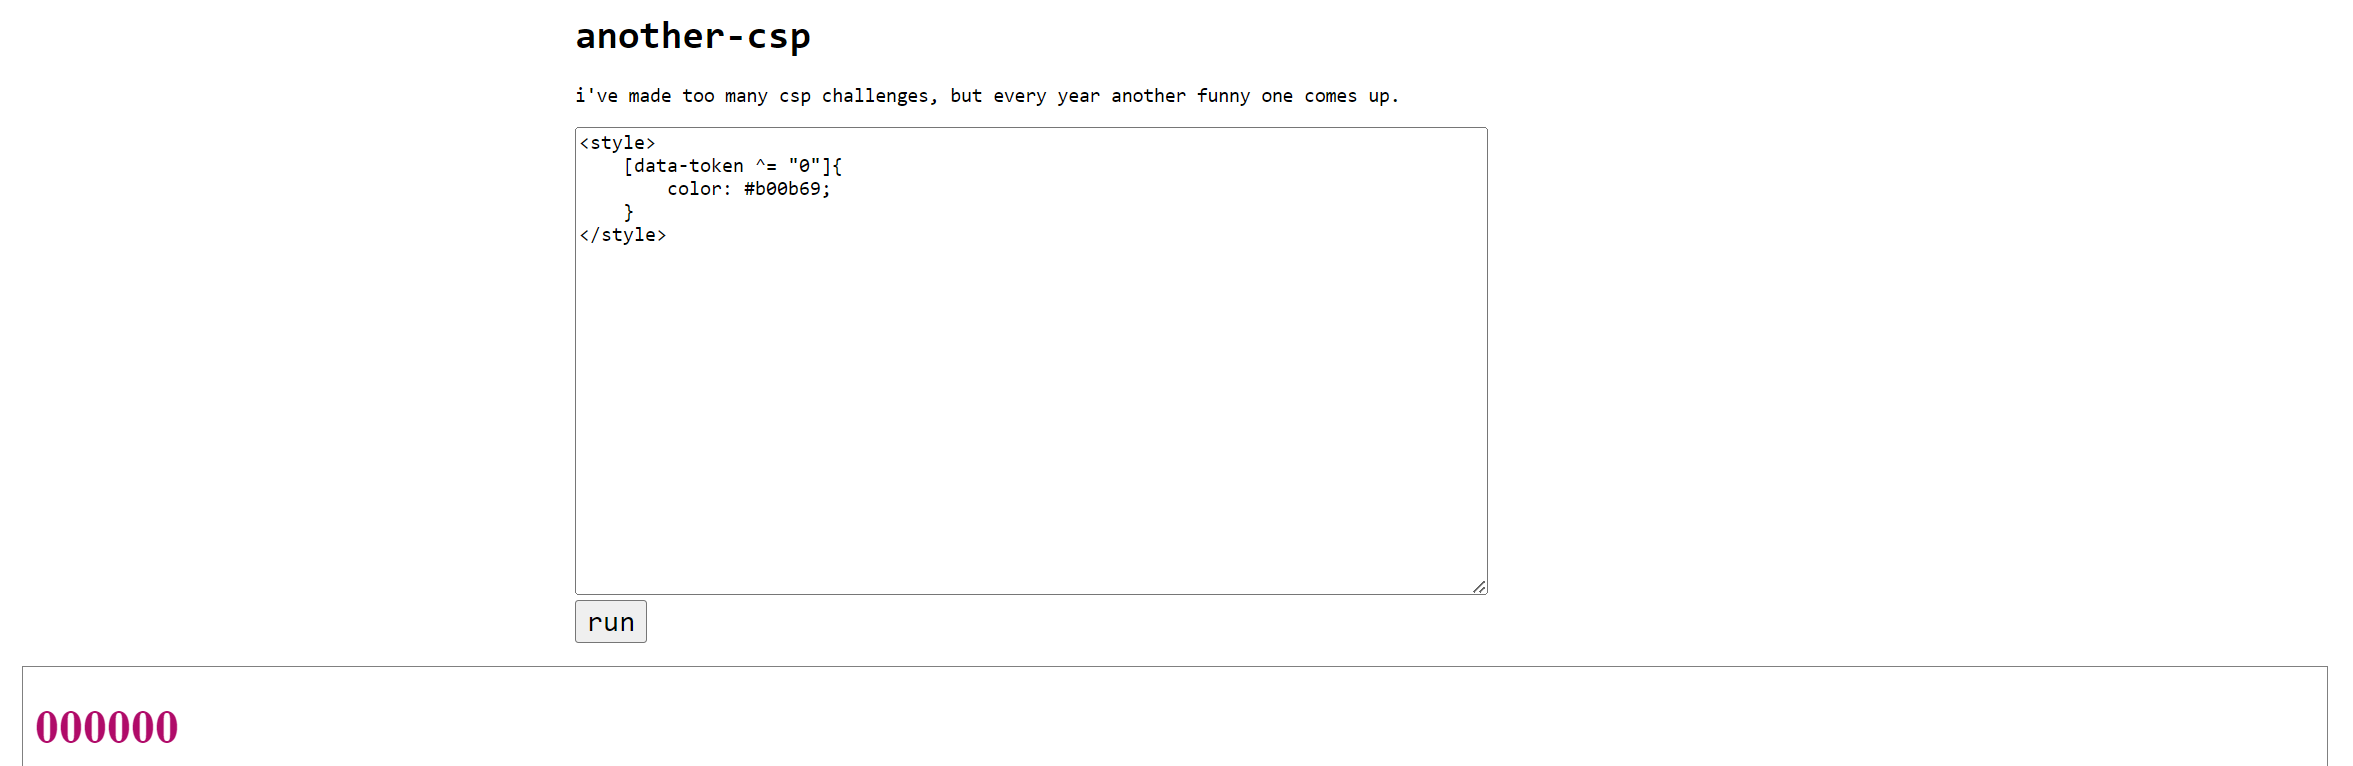 another-csp
i've made too many csp challenges, but every year another funny one comes up.
<style>
    [data-token ^= "0"]{
        color: #b00b69;
    }
</style>
run
000000